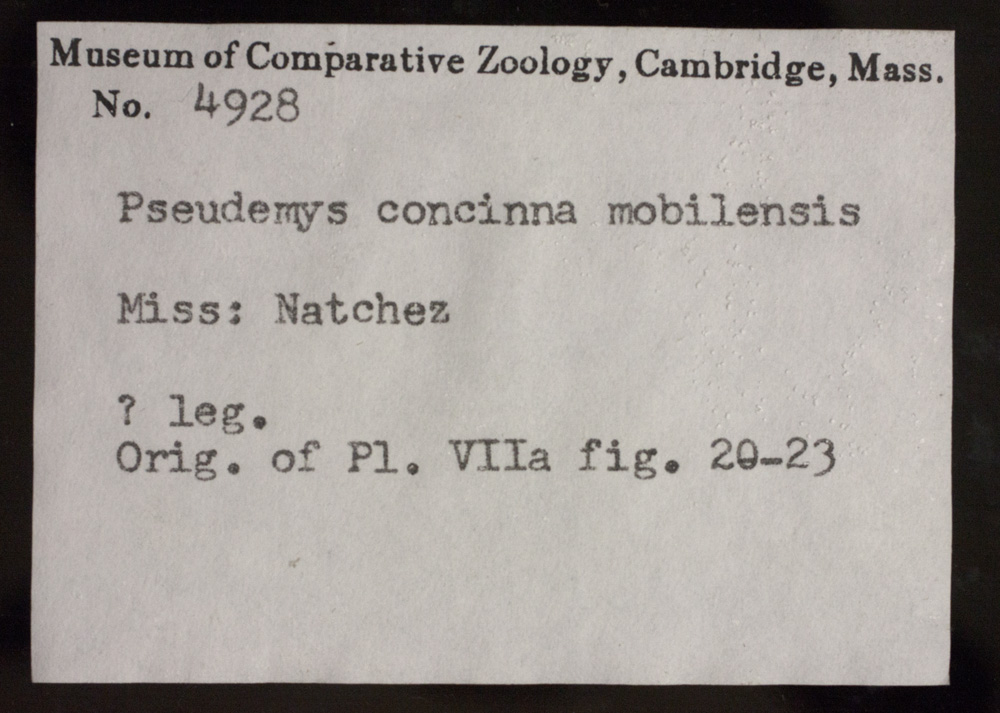 Museum of Comparative Zoology, Cambridge, Mass.
No. 4928
Pseudemys concinna mobilensis
Miss: Natchez
? leg.
Orig. of Pl. VIIa fig. 20-23